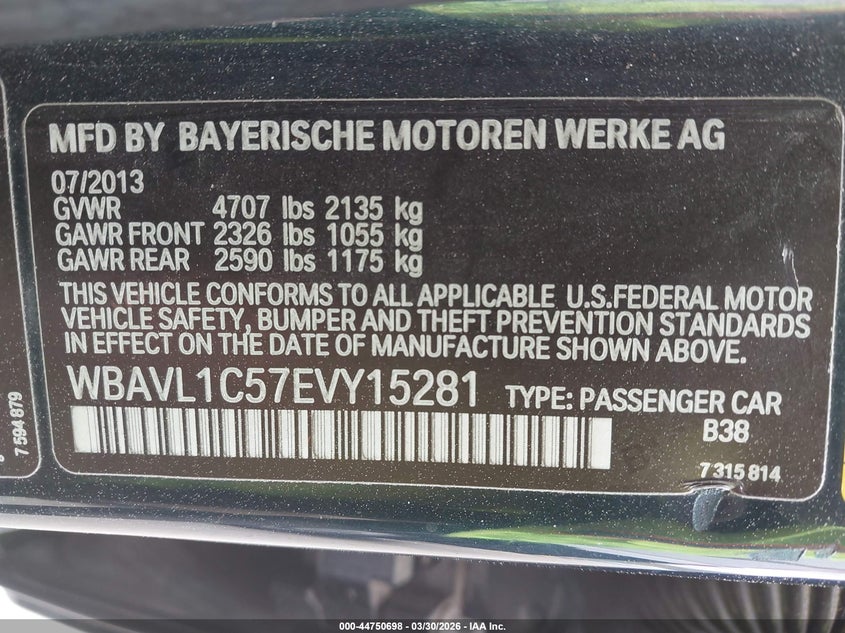 MFD BY BAYERISCHE MOTOREN WERKE AG
07/2013
GVWR 4707 lbs 2135 kg
GAWR FRONT 2326 lbs 1055 kg
GAWR REAR 2590 lbs 1175 kg
THIS VEHICLE CONFORMS TO ALL APPLICABLE U.S.FEDERAL MOTOR
VEHICLE SAFETY, BUMPER AND THEFT PREVENTION STANDARDS
IN EFFECT ON THE DATE OF MANUFACTURE SHOWN ABOVE.
WBAVL1C57EVY15281 TYPE: PASSENGER CAR
B38
7 315 814
7 594 879
000-44750698 - 03/30/2026 - IAA Inc.